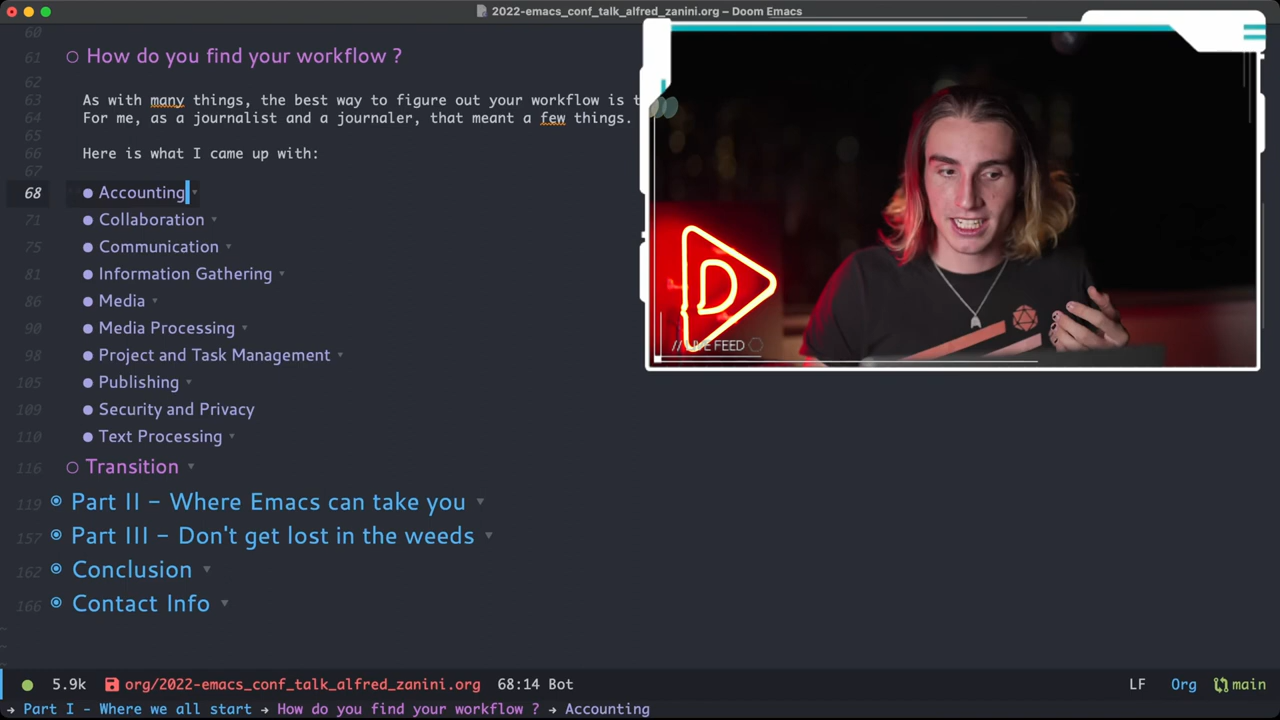 2022-emacs_conf_talk_alfred_zanini.org – Doom Emacs
60
61 How do you find your workflow ?
62
63 As with many things, the best way to figure out your workflow is t
64 For me, as a journalist and a journaler, that meant a few things.
65
66 Here is what I came up with:
67
68 Accounting
71 Collaboration
75 Communication
81 Information Gathering
86 Media
90 Media Processing
98 Project and Task Management
105 Publishing
109 Security and Privacy
110 Text Processing
116 Transition
119 Part II - Where Emacs can take you
157 Part III - Don't get lost in the weeds
162 Conclusion
166 Contact Info
D
// LIVE FEED
5.9k org/2022-emacs_conf_talk_alfred_zanini.org 68:14 Bot LF Org main
→ Part I - Where we all start → How do you find your workflow ? → Accounting